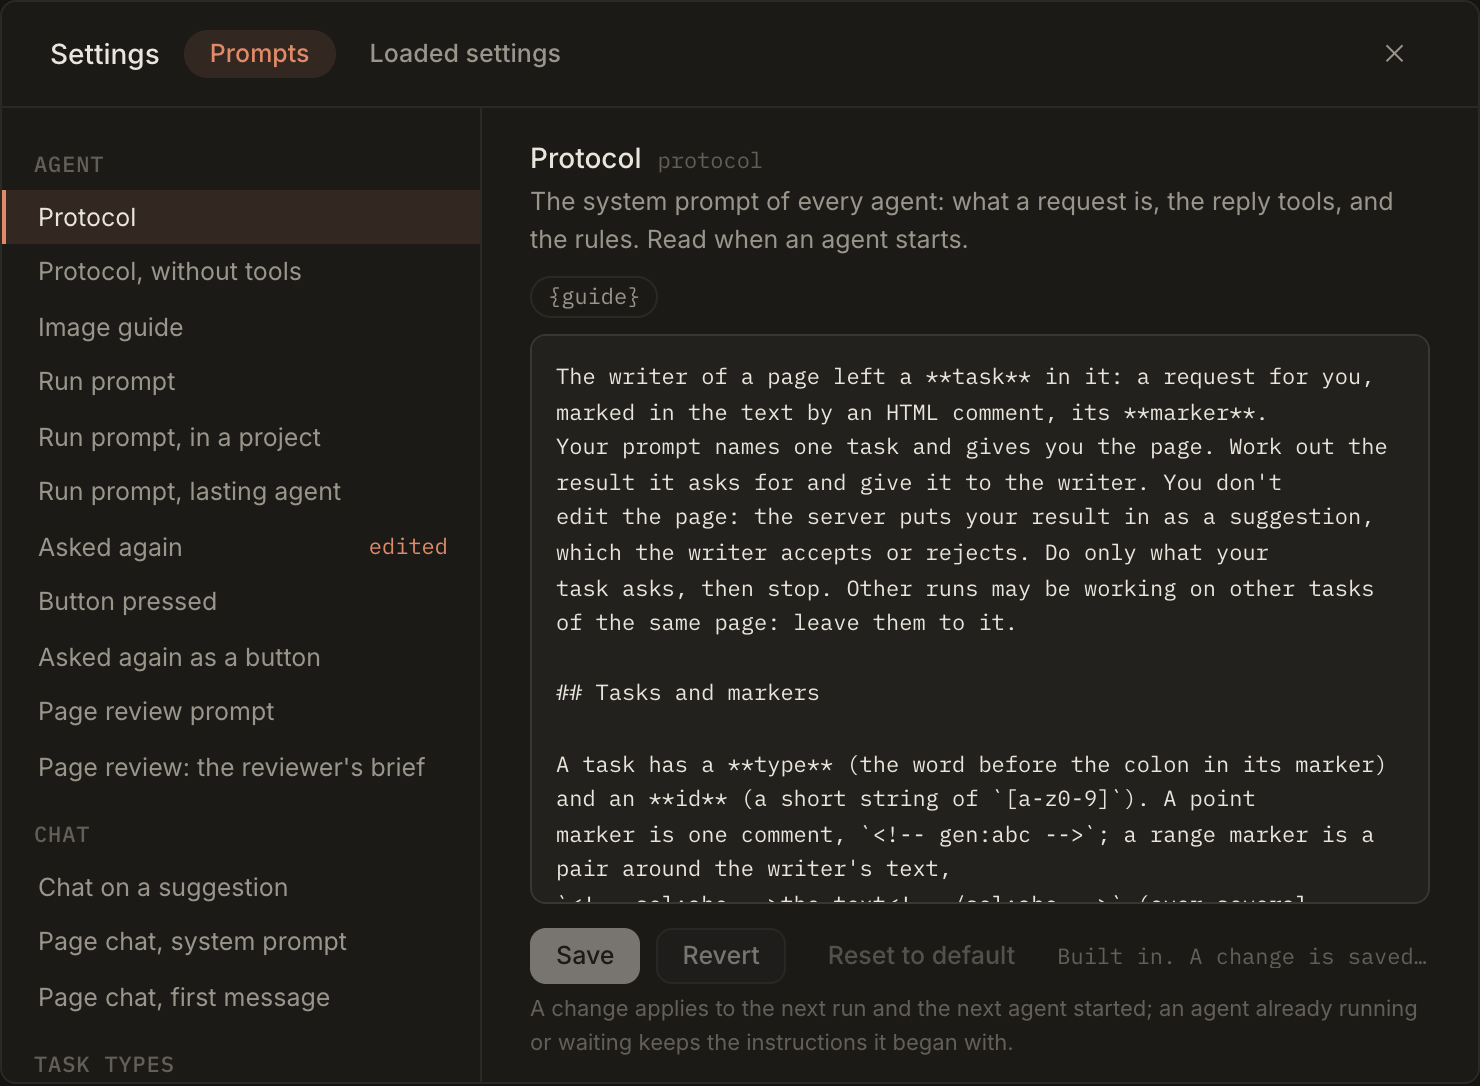 Settings
Prompts
Loaded settings
AGENT
Protocol
Protocol, without tools
Image guide
Run prompt
Run prompt, in a project
Run prompt, lasting agent
Asked again edited
Button pressed
Asked again as a button
Page review prompt
Page review: the reviewer's brief
CHAT
Chat on a suggestion
Page chat, system prompt
Page chat, first message
TASK TYPES
Protocol protocol
The system prompt of every agent: what a request is, the reply tools, and
the rules. Read when an agent starts.
{guide}
The writer of a page left a **task** in it: a request for you,
marked in the text by an HTML comment, its **marker**.
Your prompt names one task and gives you the page. Work out the
result it asks for and give it to the writer. You don't
edit the page: the server puts your result in as a suggestion,
which the writer accepts or rejects. Do only what your
task asks, then stop. Other runs may be working on other tasks
of the same page: leave them to it.
## Tasks and markers
A task has a **type** (the word before the colon in its marker)
and an **id** (a short string of `[a-z0-9]`). A point
marker is one comment, `<!-- gen:abc -->`; a range marker is a
pair around the writer's text,
Save
Revert
Reset to default
Built in. A change is saved…
A change applies to the next run and the next agent started; an agent already running
or waiting keeps the instructions it began with.